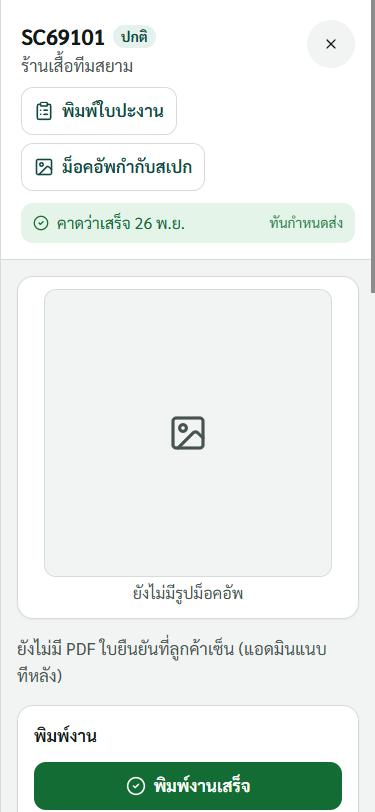 SC69101 ปกติ
ร้านเสื้อทีมสยาม
พิมพ์ใบปะงาน
ม็อคอัพกำกับสเปก
คาดว่าเสร็จ 26 พ.ย. ทันกำหนดส่ง
ยังไม่มีรูปม็อคอัพ
ยังไม่มี PDF ใบยืนยันที่ลูกค้าเซ็น (แอดมินแนบ
ทีหลัง)
พิมพ์งาน
พิมพ์งานเสร็จ